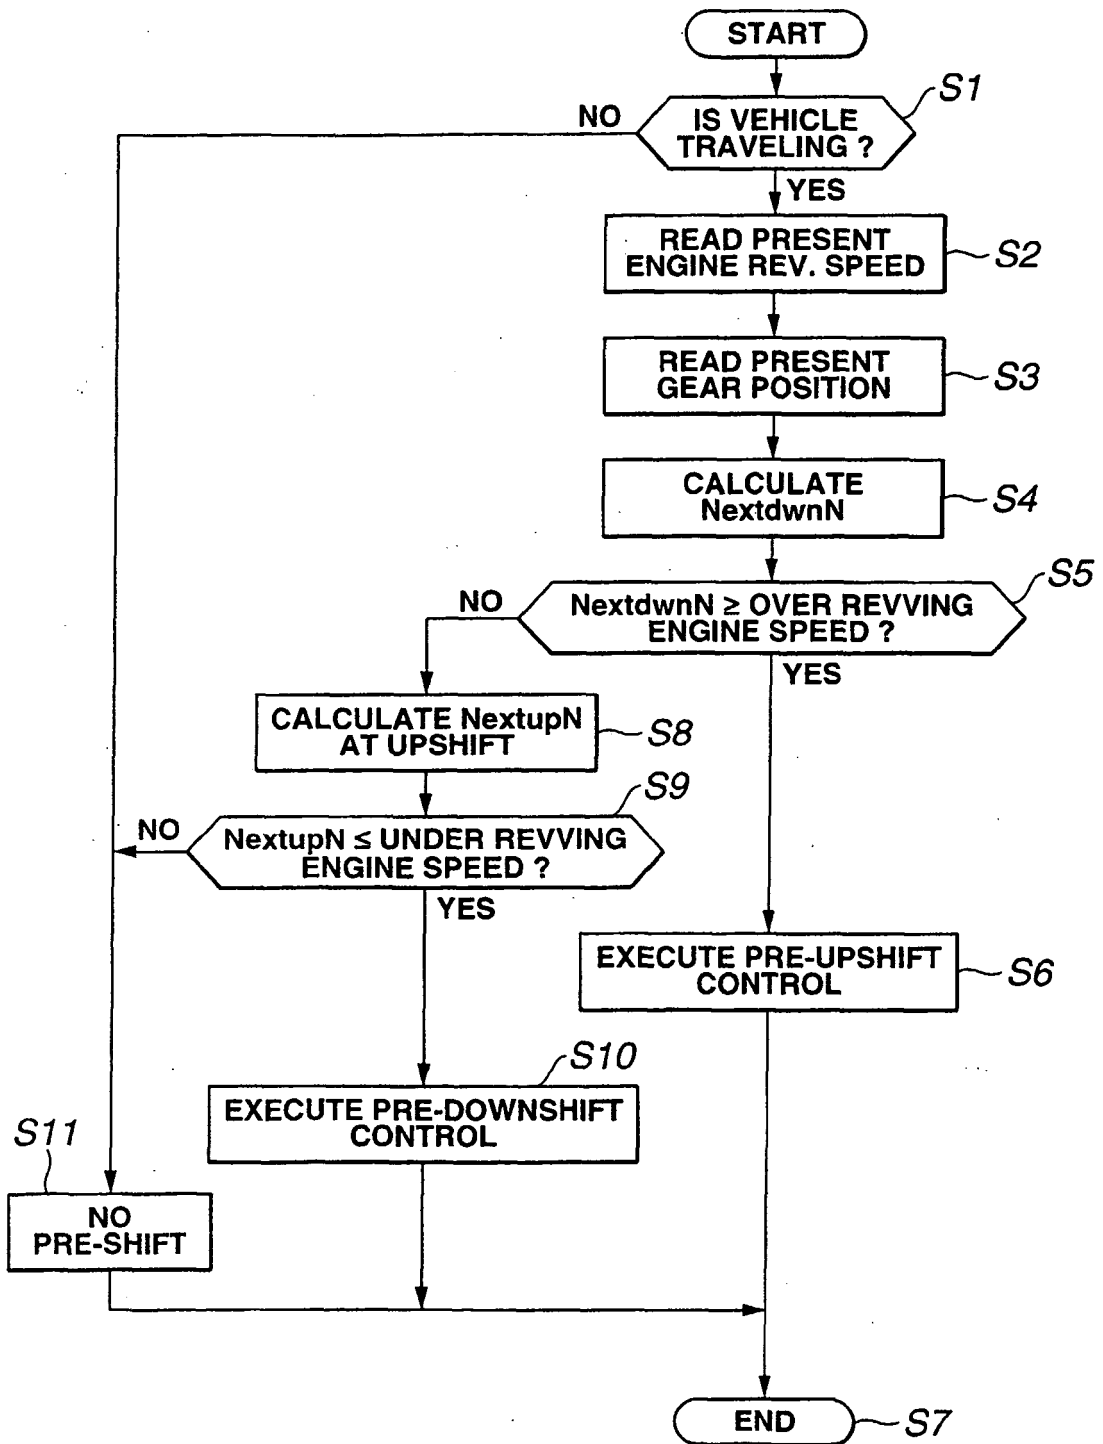 START
S1
NO
IS VEHICLE
TRAVELING ?
YES
READ PRESENT
ENGINE REV. SPEED
S2
READ PRESENT
GEAR POSITION
S3
CALCULATE
NextdwnN
S4
S5
NO
NextdwnN ≥ OVER REVVING
ENGINE SPEED ?
YES
CALCULATE NextupN
AT UPSHIFT
S8
S9
NO
NextupN ≤ UNDER REVVING
ENGINE SPEED ?
YES
EXECUTE PRE-UPSHIFT
CONTROL
S6
S10
EXECUTE PRE-DOWNSHIFT
CONTROL
S11
NO
PRE-SHIFT
END
S7